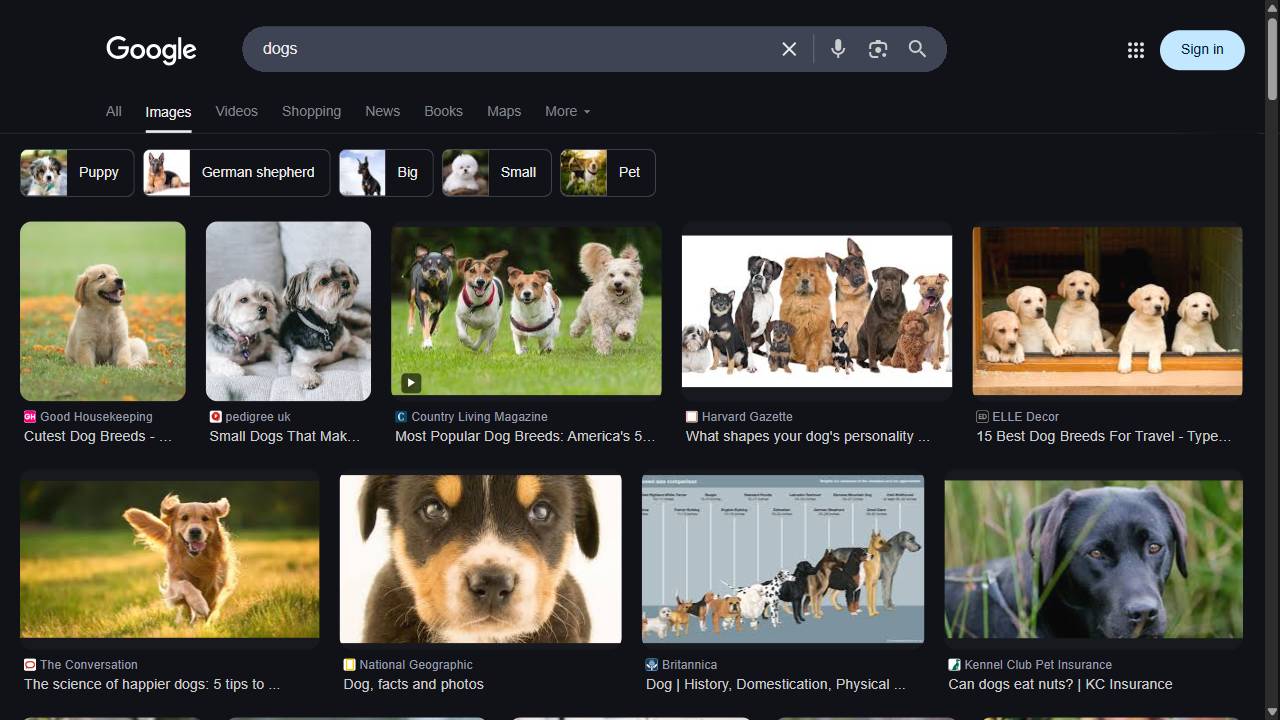 Google
dogs
Sign in
All
Images
Videos
Shopping
News
Books
Maps
More
Puppy
German shepherd
Big
Small
Pet
GH Good Housekeeping
Cutest Dog Breeds - ...
pedigree uk
Small Dogs That Mak...
C Country Living Magazine
Most Popular Dog Breeds: America's 5...
Harvard Gazette
What shapes your dog's personality ...
ED ELLE Decor
15 Best Dog Breeds For Travel - Type...
The Conversation
The science of happier dogs: 5 tips to ...
National Geographic
Dog, facts and photos
Britannica
Dog | History, Domestication, Physical ...
Kennel Club Pet Insurance
Can dogs eat nuts? | KC Insurance